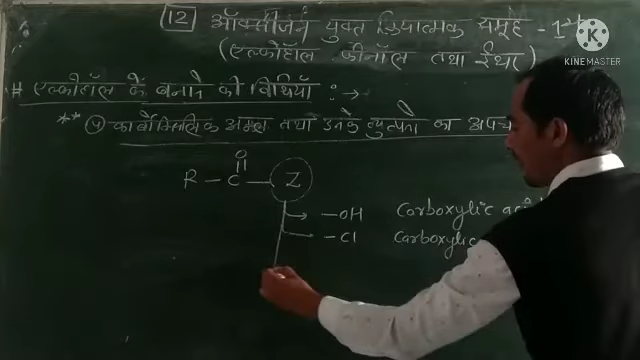 12 ऑक्सीजन युक्त क्रियात्मक समूह - 1
(एल्कोहॉल फीनॉल तथा ईथर)
KINEMASTER
# एल्कोहॉल के बनाने की विधियाँ :→
** ५ कार्बोक्सिलिक अम्ल तथा उनके व्युत्पन्नो का अपच
O
R - C - Z
→ -OH Carboxylic aci
→ -Cl Carboxylic